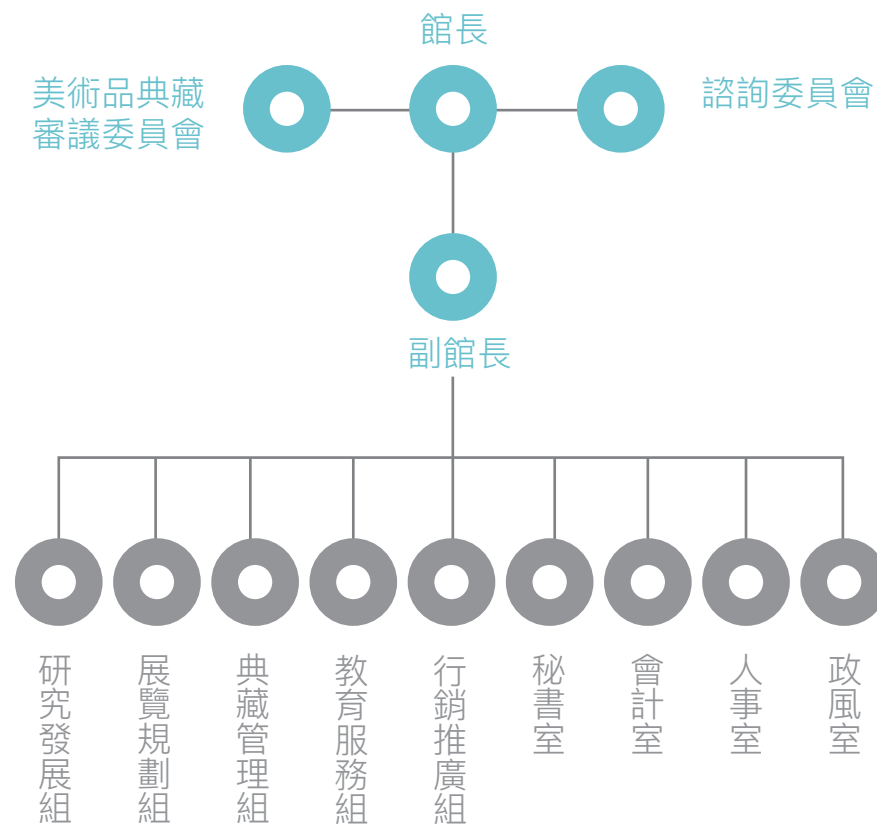 館長
美術品典藏
審議委員會
諮詢委員會
副館長
研究發展組
展覽規劃組
典藏管理組
教育服務組
行銷推廣組
秘書室
會計室
人事室
政風室